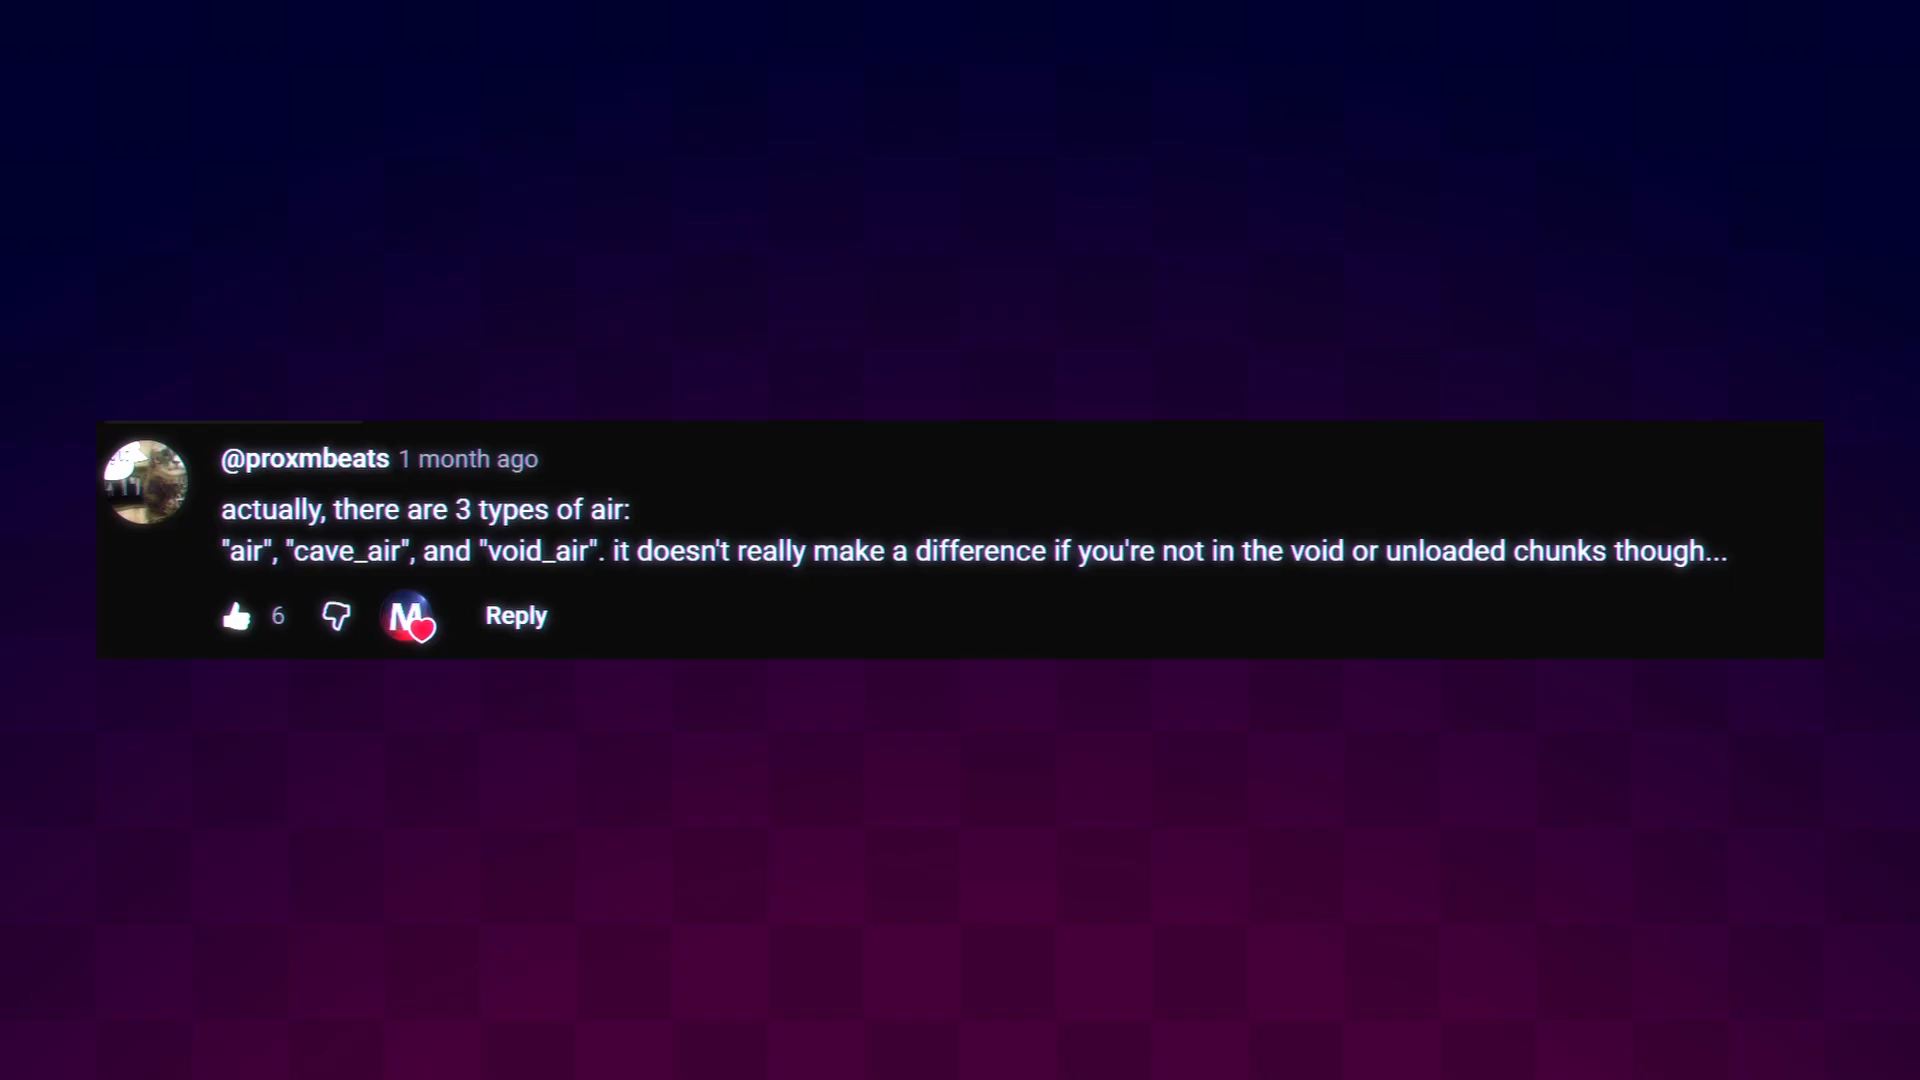 @proxmbeats 1 month ago
actually, there are 3 types of air:
"air", "cave_air", and "void_air". it doesn't really make a difference if you're not in the void or unloaded chunks though...
6 M Reply